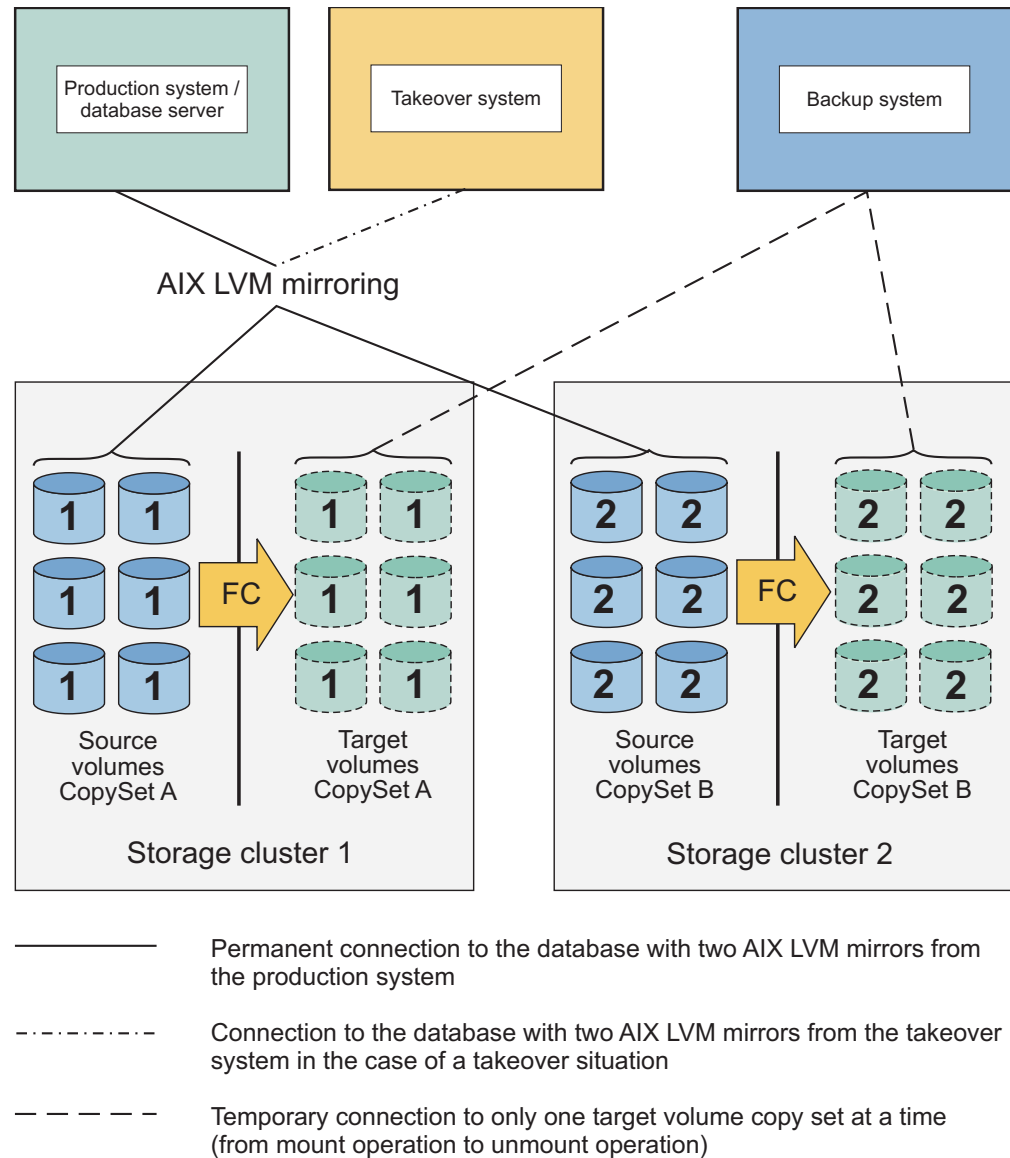 Production system /
database server
Takeover system
Backup system
AIX LVM mirroring
1 1
1 1
1 1
FC
1 1
1 1
1 1
Source
volumes
CopySet A
Target
volumes
CopySet A
Storage cluster 1
2 2
2 2
2 2
FC
2 2
2 2
2 2
Source
volumes
CopySet B
Target
volumes
CopySet B
Storage cluster 2
Permanent connection to the database with two AIX LVM mirrors from
the production system
Connection to the database with two AIX LVM mirrors from the takeover
system in the case of a takeover situation
Temporary connection to only one target volume copy set at a time
(from mount operation to unmount operation)